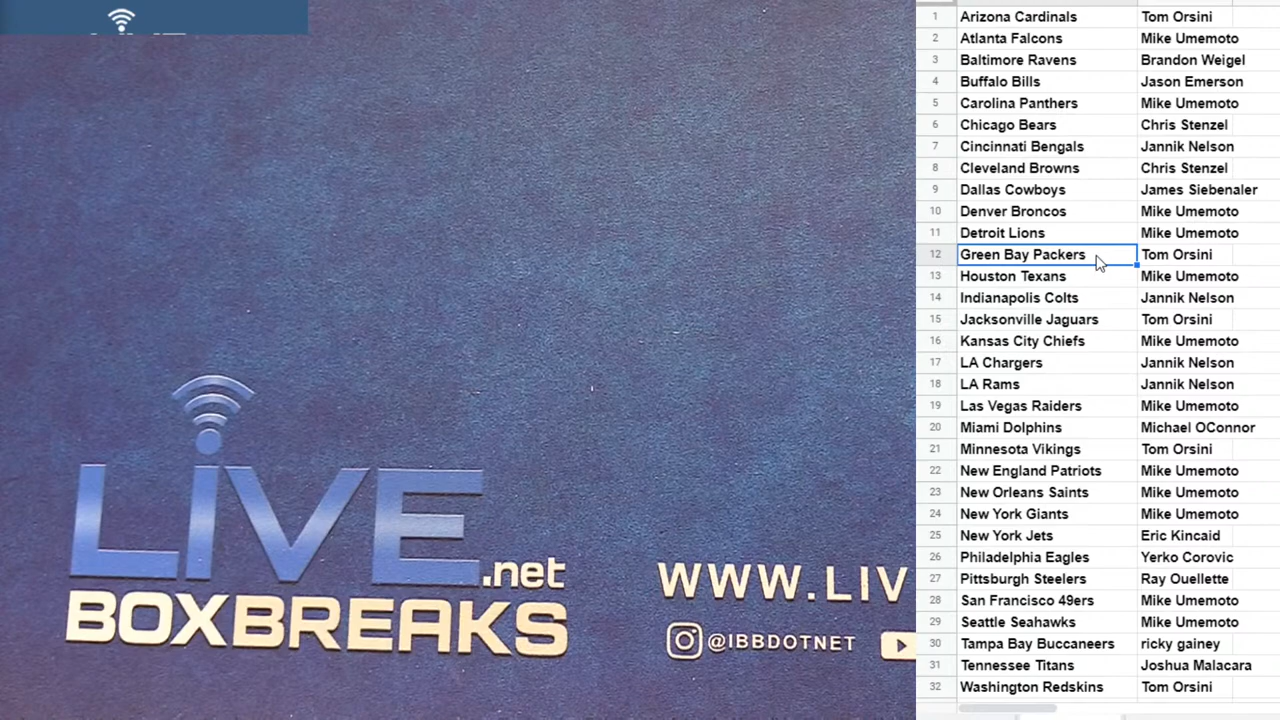 LIVE
.net
BOXBREAKS
WWW.LIV
@IBBDOTNET
1 Arizona Cardinals Tom Orsini
2 Atlanta Falcons Mike Umemoto
3 Baltimore Ravens Brandon Weigel
4 Buffalo Bills Jason Emerson
5 Carolina Panthers Mike Umemoto
6 Chicago Bears Chris Stenzel
7 Cincinnati Bengals Jannik Nelson
8 Cleveland Browns Chris Stenzel
9 Dallas Cowboys James Siebenaler
10 Denver Broncos Mike Umemoto
11 Detroit Lions Mike Umemoto
12 Green Bay Packers Tom Orsini
13 Houston Texans Mike Umemoto
14 Indianapolis Colts Jannik Nelson
15 Jacksonville Jaguars Tom Orsini
16 Kansas City Chiefs Mike Umemoto
17 LA Chargers Jannik Nelson
18 LA Rams Jannik Nelson
19 Las Vegas Raiders Mike Umemoto
20 Miami Dolphins Michael OConnor
21 Minnesota Vikings Tom Orsini
22 New England Patriots Mike Umemoto
23 New Orleans Saints Mike Umemoto
24 New York Giants Mike Umemoto
25 New York Jets Eric Kincaid
26 Philadelphia Eagles Yerko Corovic
27 Pittsburgh Steelers Ray Ouellette
28 San Francisco 49ers Mike Umemoto
29 Seattle Seahawks Mike Umemoto
30 Tampa Bay Buccaneers ricky gainey
31 Tennessee Titans Joshua Malacara
32 Washington Redskins Tom Orsini